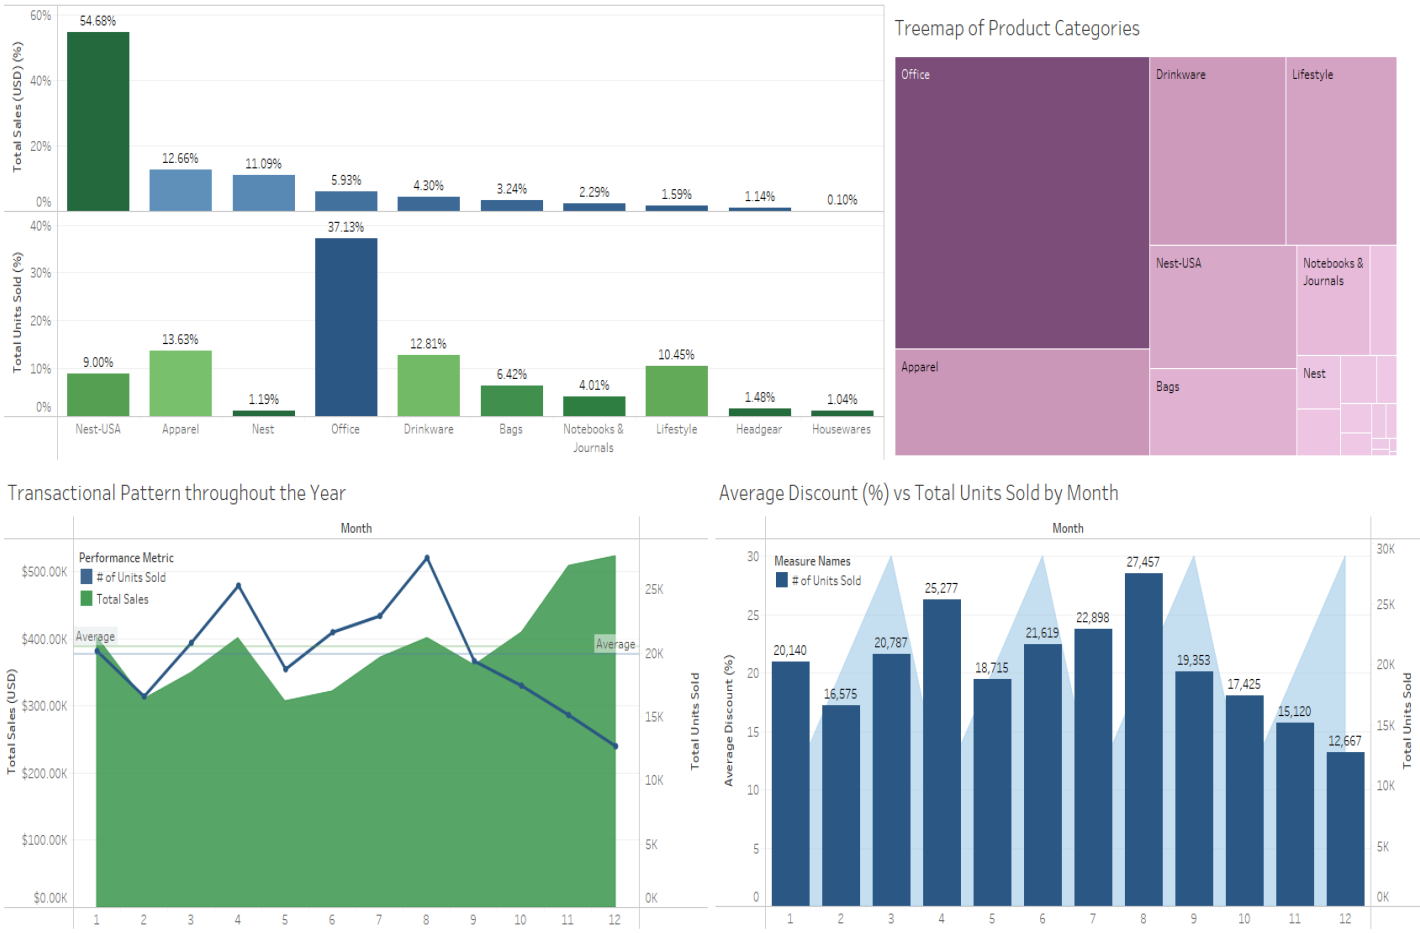 Total Sales (USD) (%)
60%
40%
20%
0%
54.68%
12.66%
11.09%
5.93%
4.30%
3.24%
2.29%
1.59%
1.14%
0.10%
Total Units Sold (%)
40%
30%
20%
10%
0%
9.00%
13.63%
1.19%
37.13%
12.81%
6.42%
4.01%
10.45%
1.48%
1.04%
Nest-USA
Apparel
Nest
Office
Drinkware
Bags
Notebooks &
Journals
Lifestyle
Headgear
Housewares
Treemap of Product Categories
Office
Drinkware
Lifestyle
Nest-USA
Notebooks &
Journals
Apparel
Bags
Nest
Transactional Pattern throughout the Year
Month
Performance Metric
# of Units Sold
Total Sales
Average
Average
Total Sales (USD)
$500.00K
$400.00K
$300.00K
$200.00K
$100.00K
$0.00K
Total Units Sold
25K
20K
15K
10K
5K
0K
1 2 3 4 5 6 7 8 9 10 11 12
Average Discount (%) vs Total Units Sold by Month
Month
Measure Names
# of Units Sold
Average Discount (%)
30
25
20
15
10
5
0
20,140
16,575
20,787
25,277
18,715
21,619
22,898
27,457
19,353
17,425
15,120
12,667
Total Units Sold
30K
25K
20K
15K
10K
5K
0K
1 2 3 4 5 6 7 8 9 10 11 12